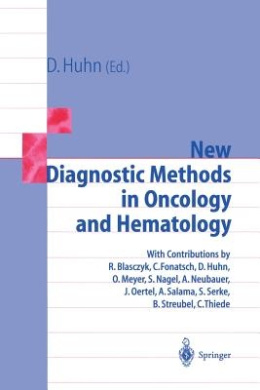 D. Huhn (Ed.)
New
Diagnostic Methods
in Oncology
and Hematology
With Contributions by
R. Blasczyk, C. Fonatsch, D. Huhn,
O. Meyer, S. Nagel, A. Neubauer,
J. Oertel, A. Salama, S. Serke,
B. Streubel, C. Thiede
Springer